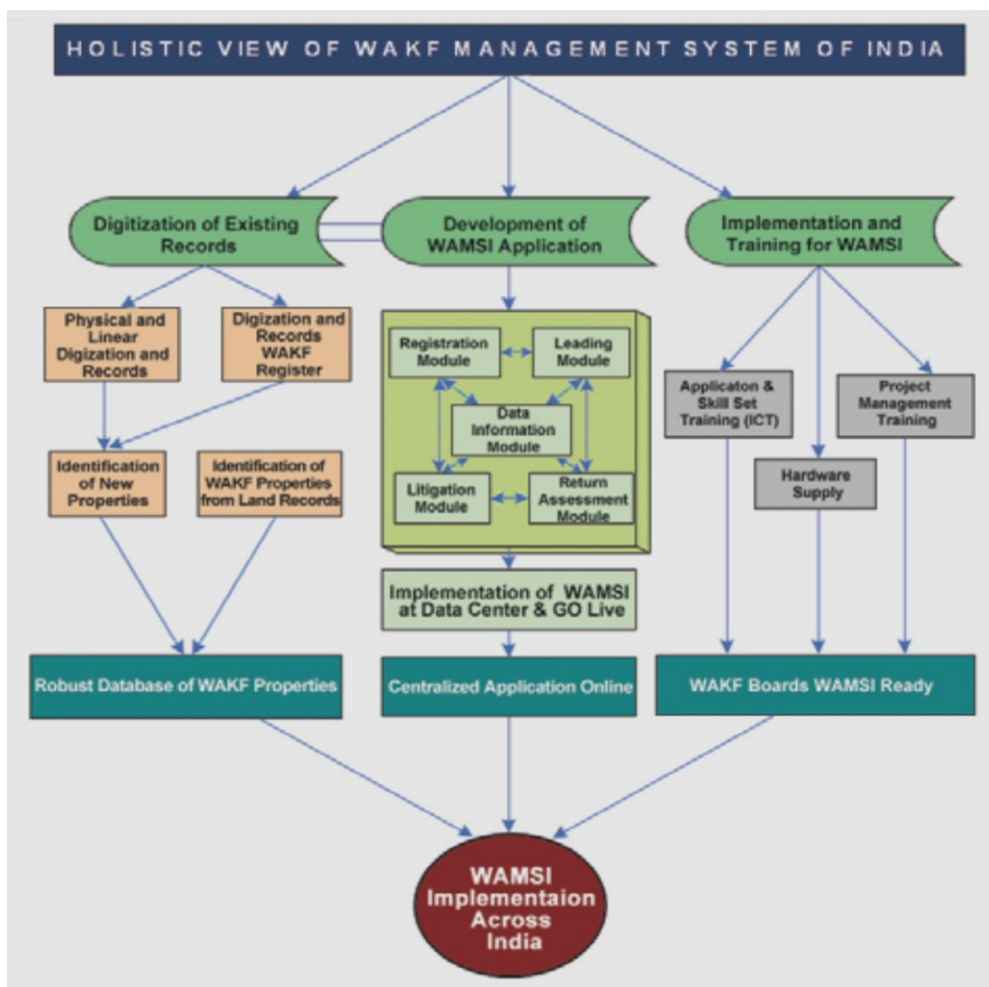 HOLISTIC VIEW OF WAKF MANAGEMENT SYSTEM OF INDIA
Digitization of Existing
Records
Development of
WAMSI Application
Implementation and
Training for WAMSI
Physical and
Linear
Digization and
Records
Digization and
Records
WAKF
Register
Identification
of New
Properties
Identification of
WAKF Properties
from Land Records
Registration
Module
Leading
Module
Data
Information
Module
Litigation
Module
Return
Assessment
Module
Implementation of WAMSI
at Data Center & GO Live
Applicaton &
Skill Set
Training (ICT)
Project
Management
Training
Hardware
Supply
Robust Database of WAKF Properties
Centralized Application Online
WAKF Boards WAMSI Ready
WAMSI
Implementaion
Across
India